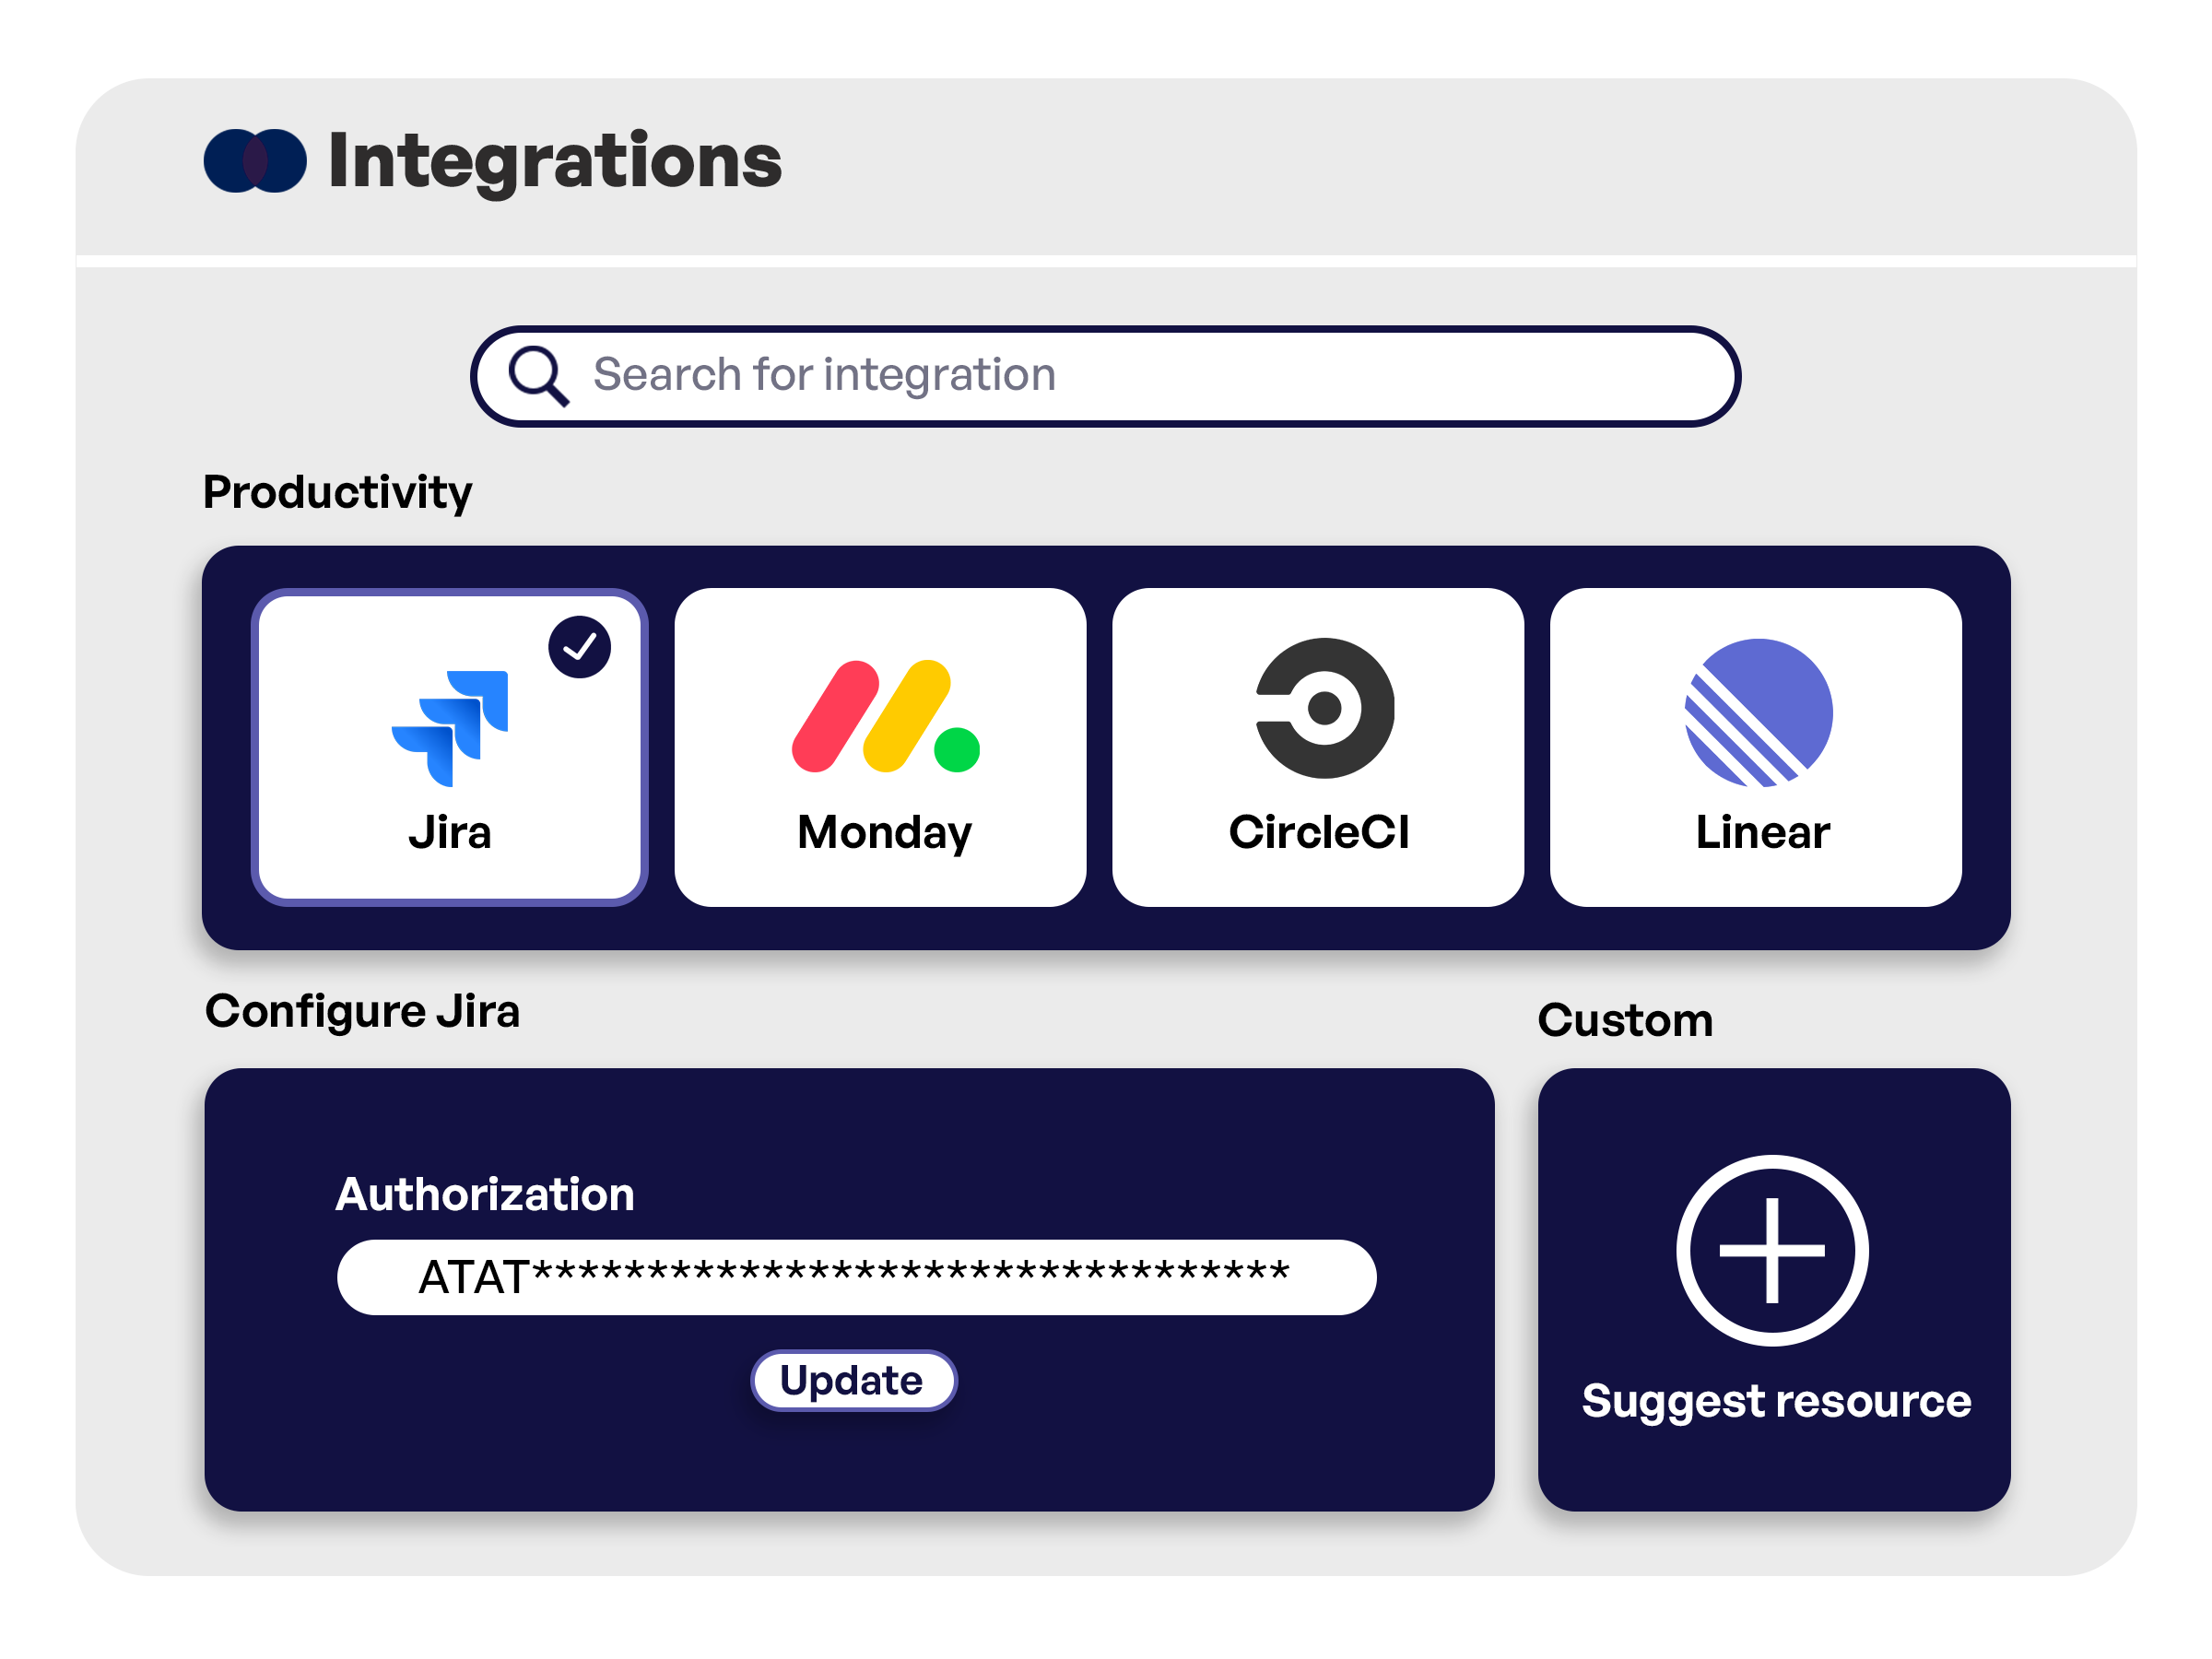 Integrations
Search for integration
Productivity
Jira
Monday
CircleCI
Linear
Configure Jira
Custom
Authorization
ATAT*********************************
Update
Suggest resource